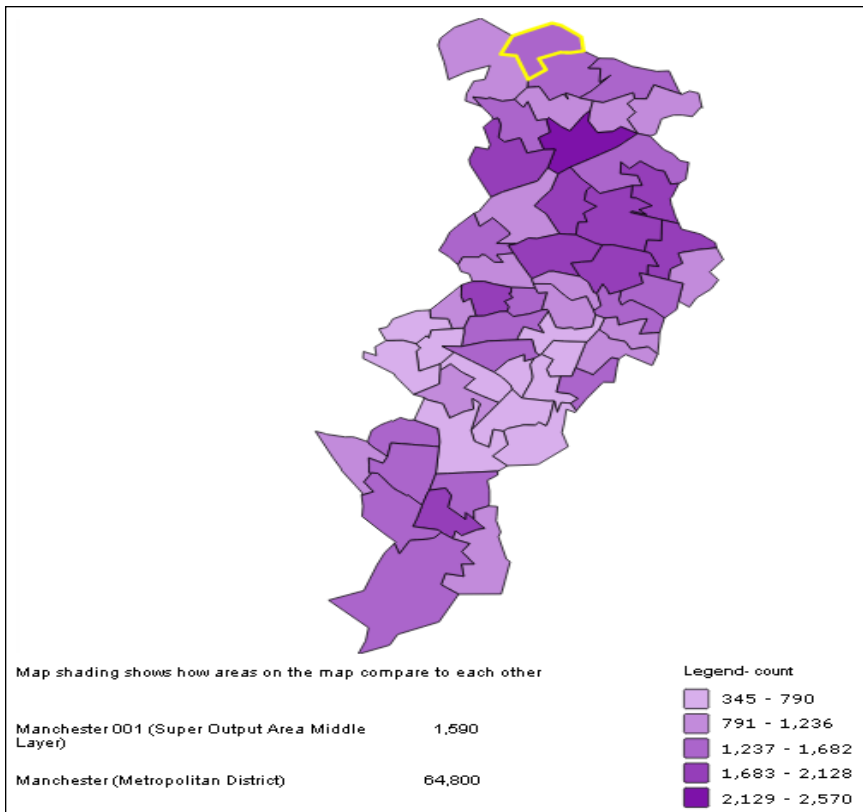 Map shading shows how areas on the map compare to each other
Manchester 001 (Super Output Area Middle Layer) 1,590
Manchester (Metropolitan District) 64,800
Legend- count
345 - 790
791 - 1,236
1,237 - 1,682
1,683 - 2,128
2,129 - 2,570